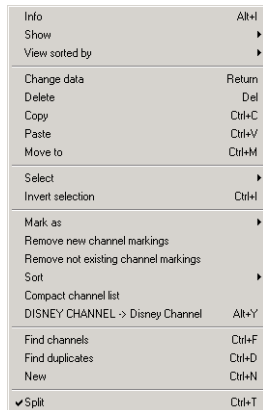 Info Alt+I
Show
View sorted by
Change data Return
Delete Del
Copy Ctrl+C
Paste Ctrl+V
Move to Ctrl+M
Select
Invert selection Ctrl+I
Mark as
Remove new channel markings
Remove not existing channel markings
Sort
Compact channel list
DISNEY CHANNEL -> Disney Channel Alt+Y
Find channels Ctrl+F
Find duplicates Ctrl+D
New Ctrl+N
Split Ctrl+T